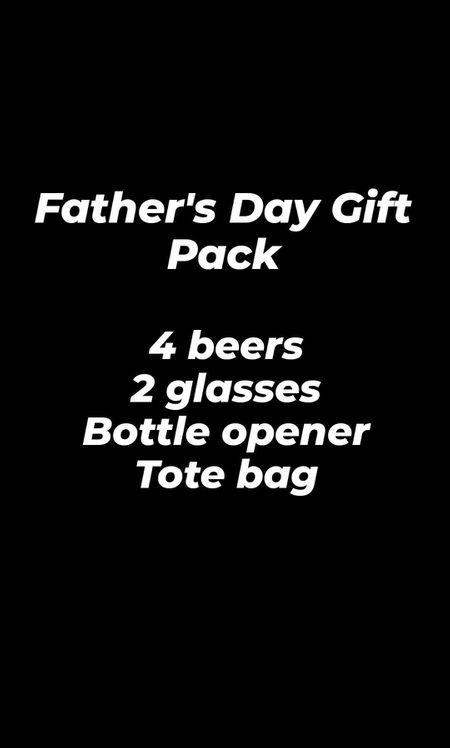 Father's Day Gift
Pack
4 beers
2 glasses
Bottle opener
Tote bag